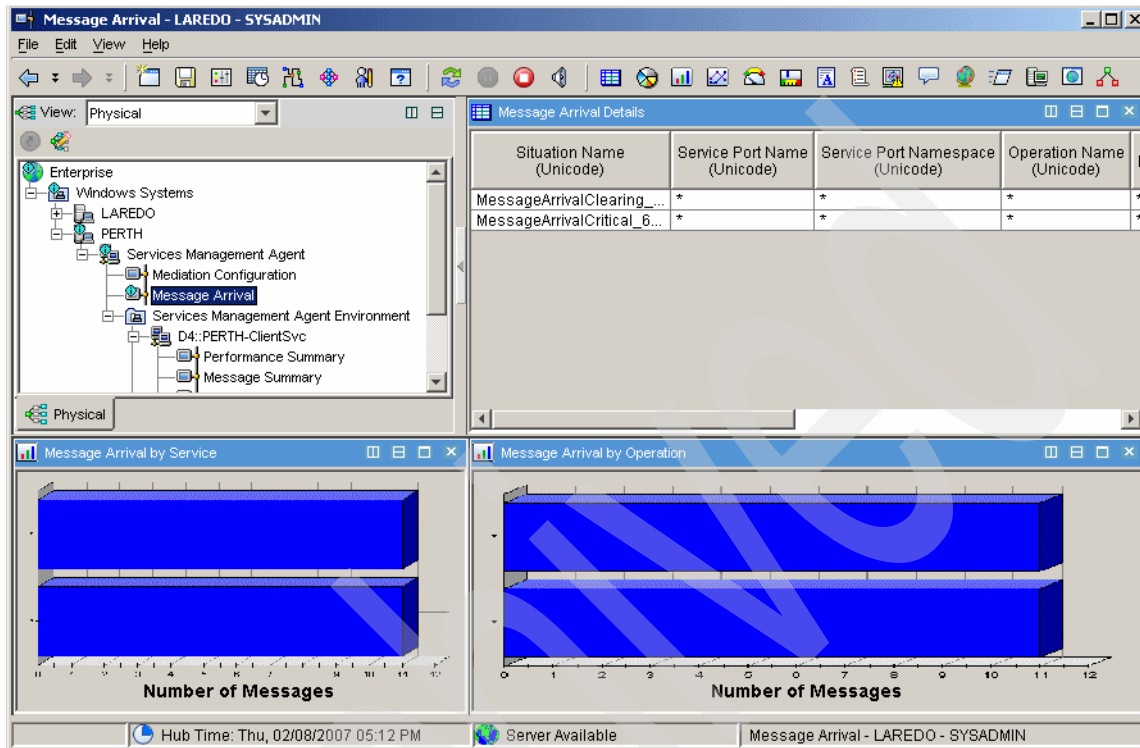 Message Arrival - LAREDO - SYSADMIN
File Edit View Help
View: Physical
Enterprise
Windows Systems
LAREDO
PERTH
Services Management Agent
Mediation Configuration
Message Arrival
Services Management Agent Environment
D4::PERTH-ClientSvc
Performance Summary
Message Summary
Physical
Message Arrival Details
Situation Name (Unicode) Service Port Name (Unicode) Service Port Namespace (Unicode) Operation Name (Unicode)
MessageArrivalClearing_... * * * *
MessageArrivalCritical_6... * * * *
Message Arrival by Service
Number of Messages
Message Arrival by Operation
0 1 2 3 4 5 6 7 8 9 10 11 12
Number of Messages
Hub Time: Thu, 02/08/2007 05:12 PM Server Available Message Arrival - LAREDO - SYSADMIN